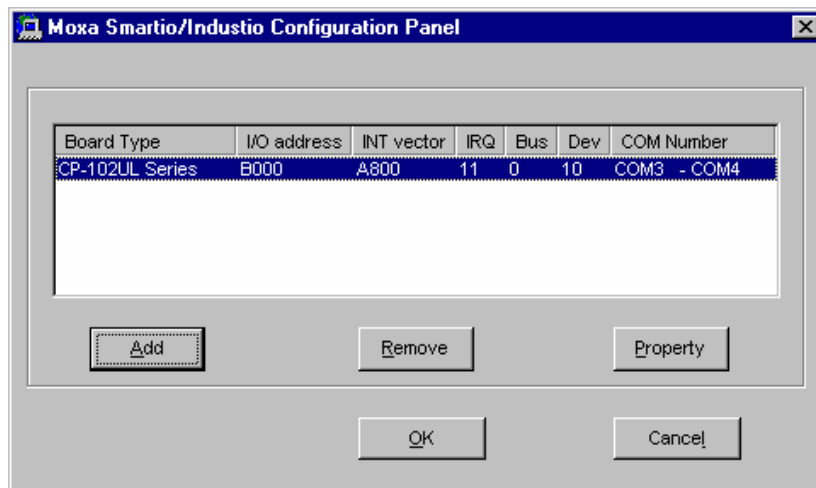 Moxa Smartio/Industio Configuration Panel
Board Type I/O address INT vector IRQ Bus Dev COM Number
CP-102UL Series B000 A800 11 0 10 COM3 - COM4
Add Remove Property
OK Cancel